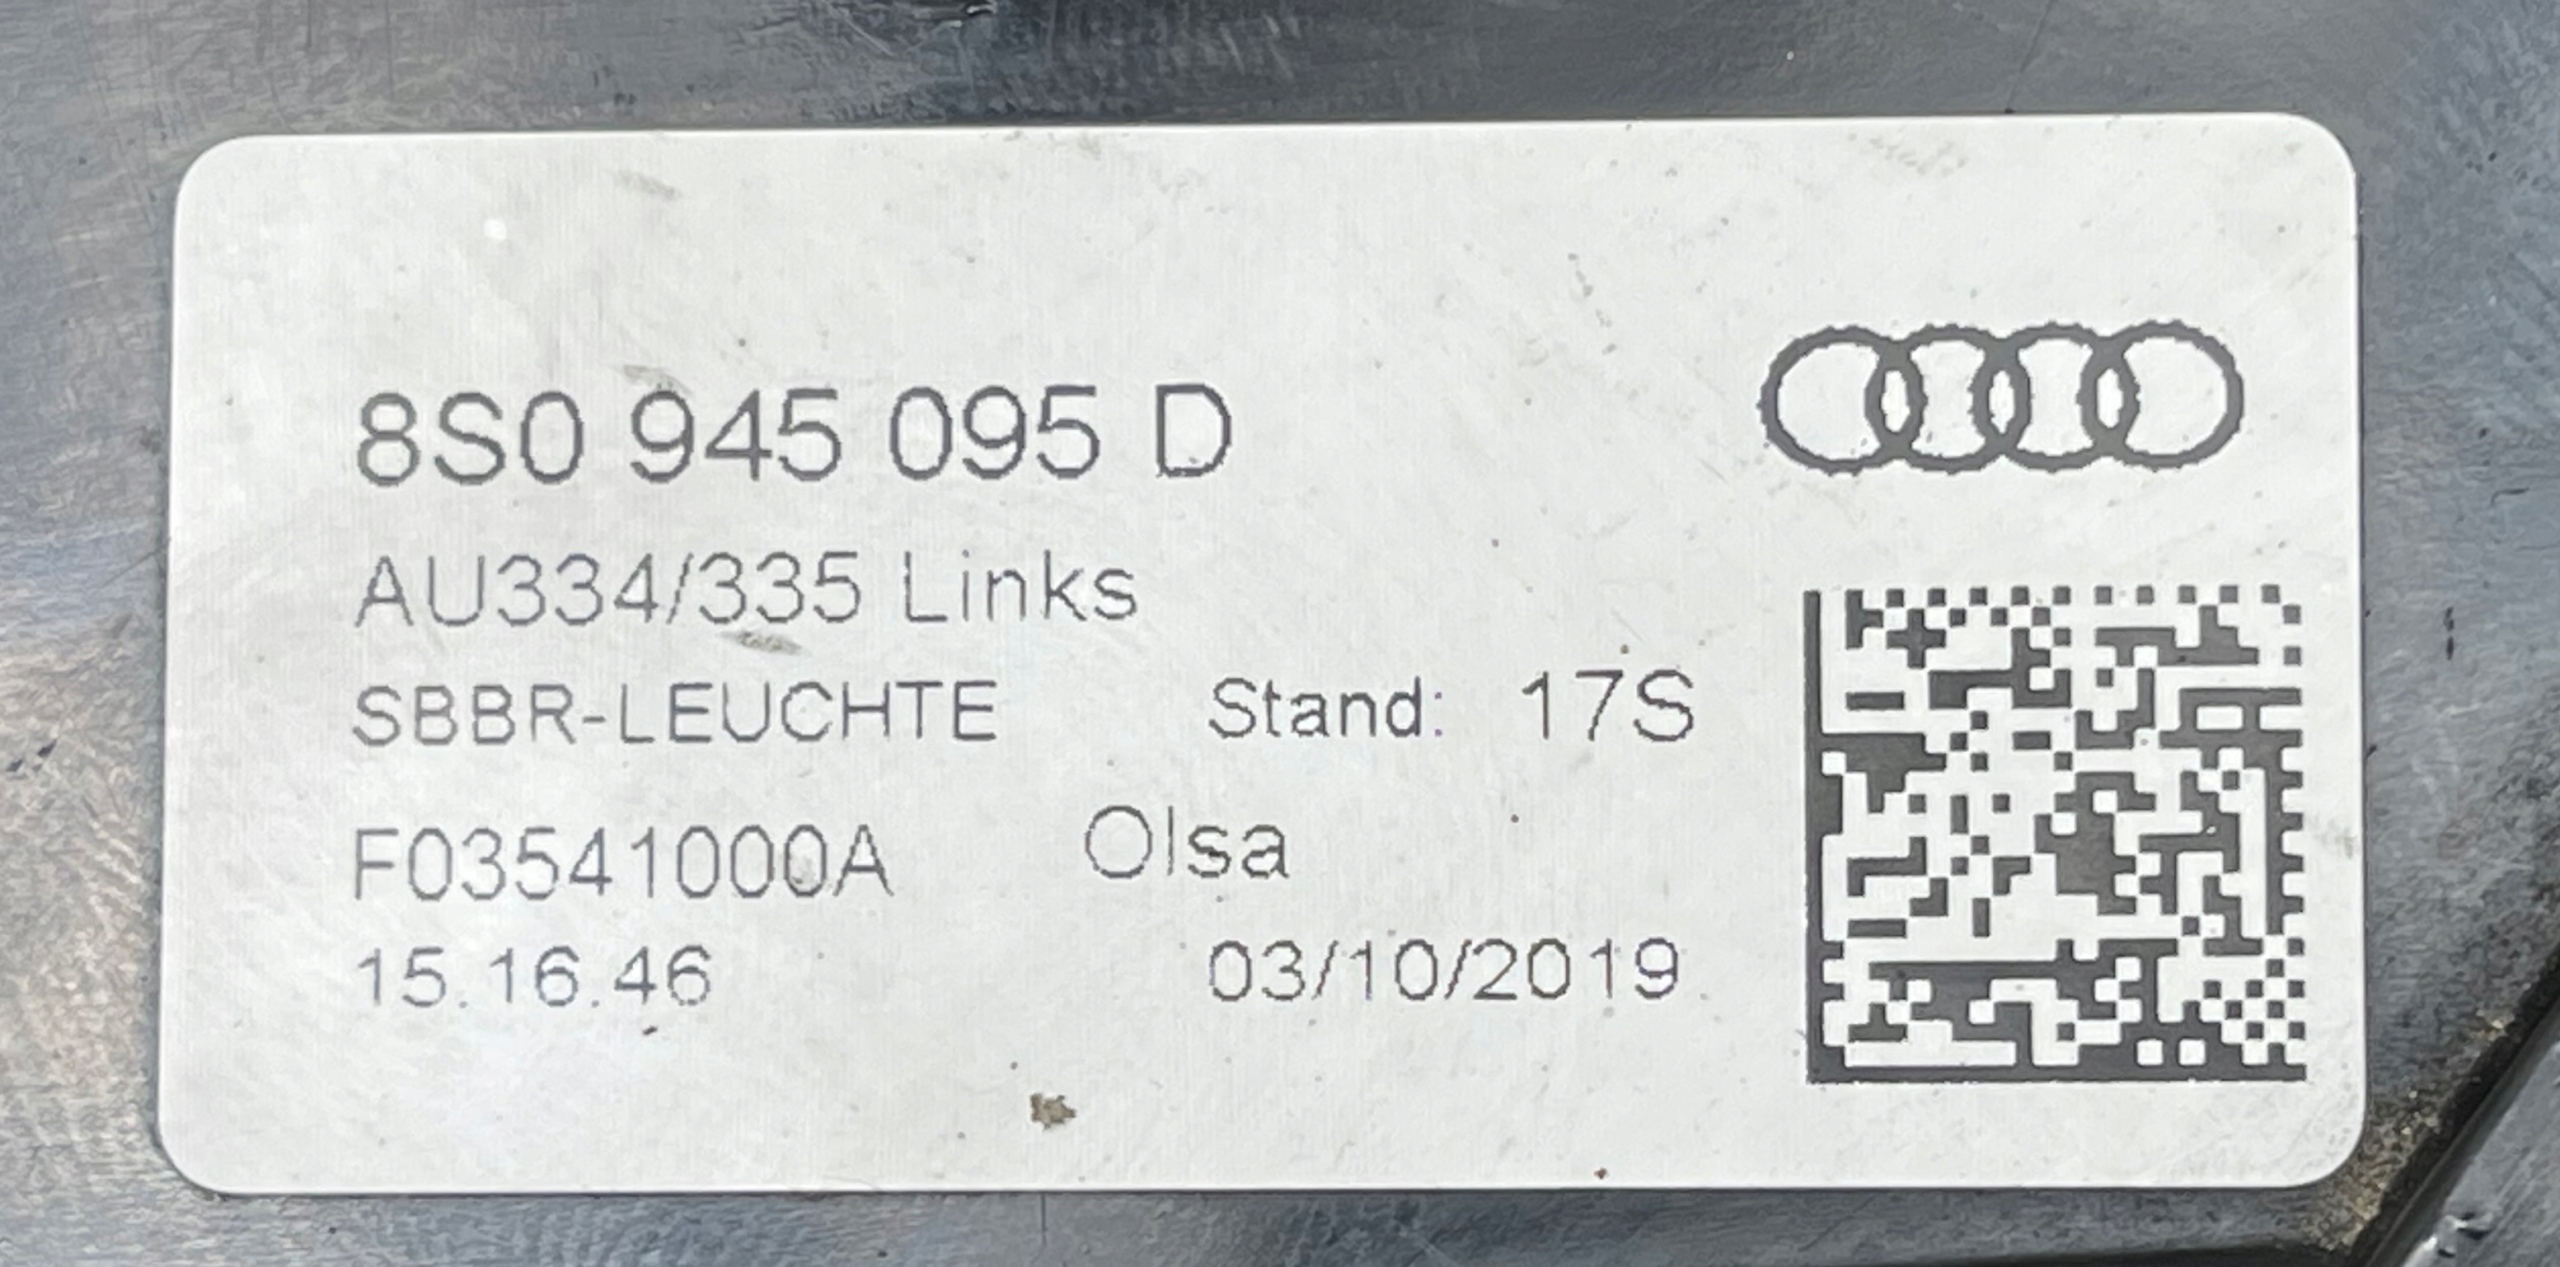 8S0 945 095 D
AU334/335 Links
SBBR-LEUCHTE Stand: 17S
F03541000A Olsa
15.16.46 03/10/2019